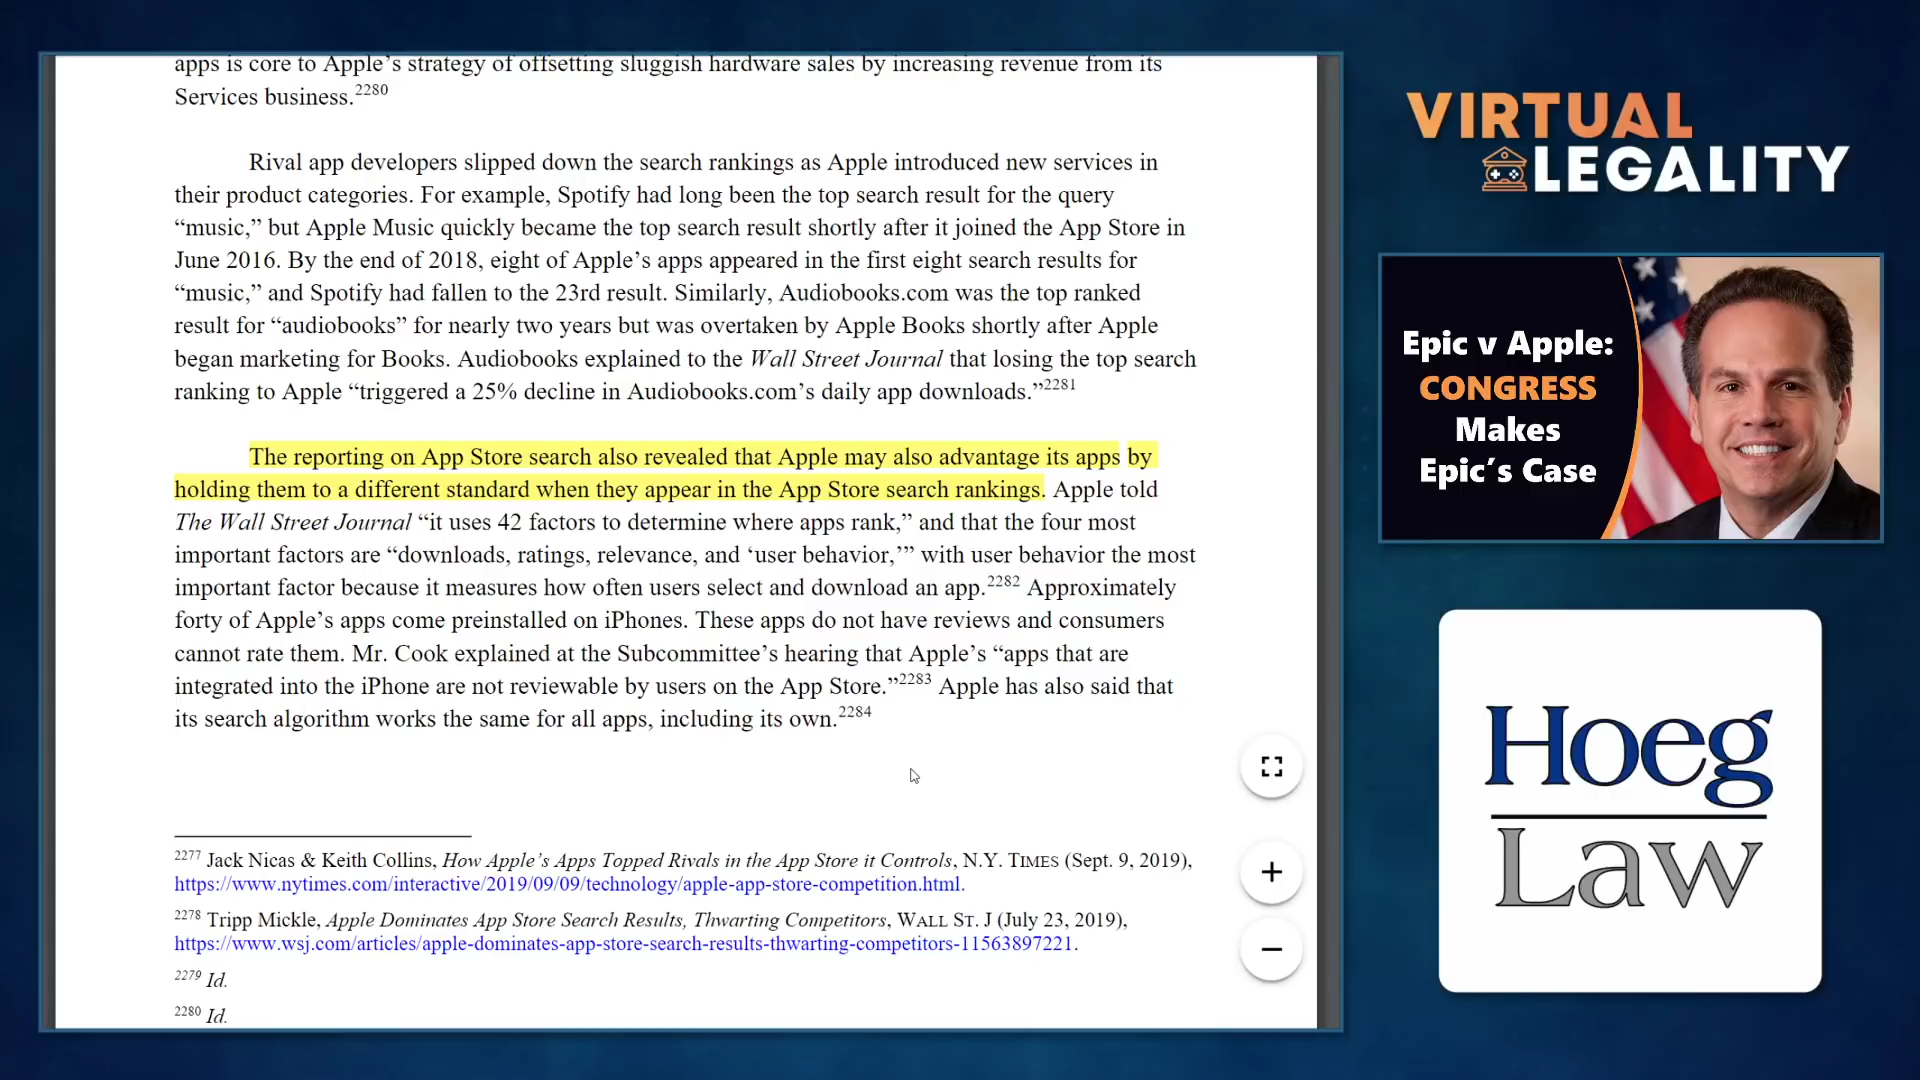 apps is core to Apple’s strategy of offsetting sluggish hardware sales by increasing revenue from its
Services business.2280
Rival app developers slipped down the search rankings as Apple introduced new services in
their product categories. For example, Spotify had long been the top search result for the query
“music,” but Apple Music quickly became the top search result shortly after it joined the App Store in
June 2016. By the end of 2018, eight of Apple’s apps appeared in the first eight search results for
“music,” and Spotify had fallen to the 23rd result. Similarly, Audiobooks.com was the top ranked
result for “audiobooks” for nearly two years but was overtaken by Apple Books shortly after Apple
began marketing for Books. Audiobooks explained to the Wall Street Journal that losing the top search
ranking to Apple “triggered a 25% decline in Audiobooks.com’s daily app downloads.”2281
The reporting on App Store search also revealed that Apple may also advantage its apps by
holding them to a different standard when they appear in the App Store search rankings. Apple told
The Wall Street Journal “it uses 42 factors to determine where apps rank,” and that the four most
important factors are “downloads, ratings, relevance, and ‘user behavior,’” with user behavior the most
important factor because it measures how often users select and download an app.2282 Approximately
forty of Apple’s apps come preinstalled on iPhones. These apps do not have reviews and consumers
cannot rate them. Mr. Cook explained at the Subcommittee’s hearing that Apple’s “apps that are
integrated into the iPhone are not reviewable by users on the App Store.”2283 Apple has also said that
its search algorithm works the same for all apps, including its own.2284
2277 Jack Nicas & Keith Collins, How Apple’s Apps Topped Rivals in the App Store it Controls, N.Y. TIMES (Sept. 9, 2019),
https://www.nytimes.com/interactive/2019/09/09/technology/apple-app-store-competition.html.
2278 Tripp Mickle, Apple Dominates App Store Search Results, Thwarting Competitors, WALL ST. J (July 23, 2019),
https://www.wsj.com/articles/apple-dominates-app-store-search-results-thwarting-competitors-11563897221.
2279 Id.
2280 Id.
VIRTUAL
LEGALITY
Epic v Apple:
CONGRESS
Makes
Epic’s Case
Hoeg
Law